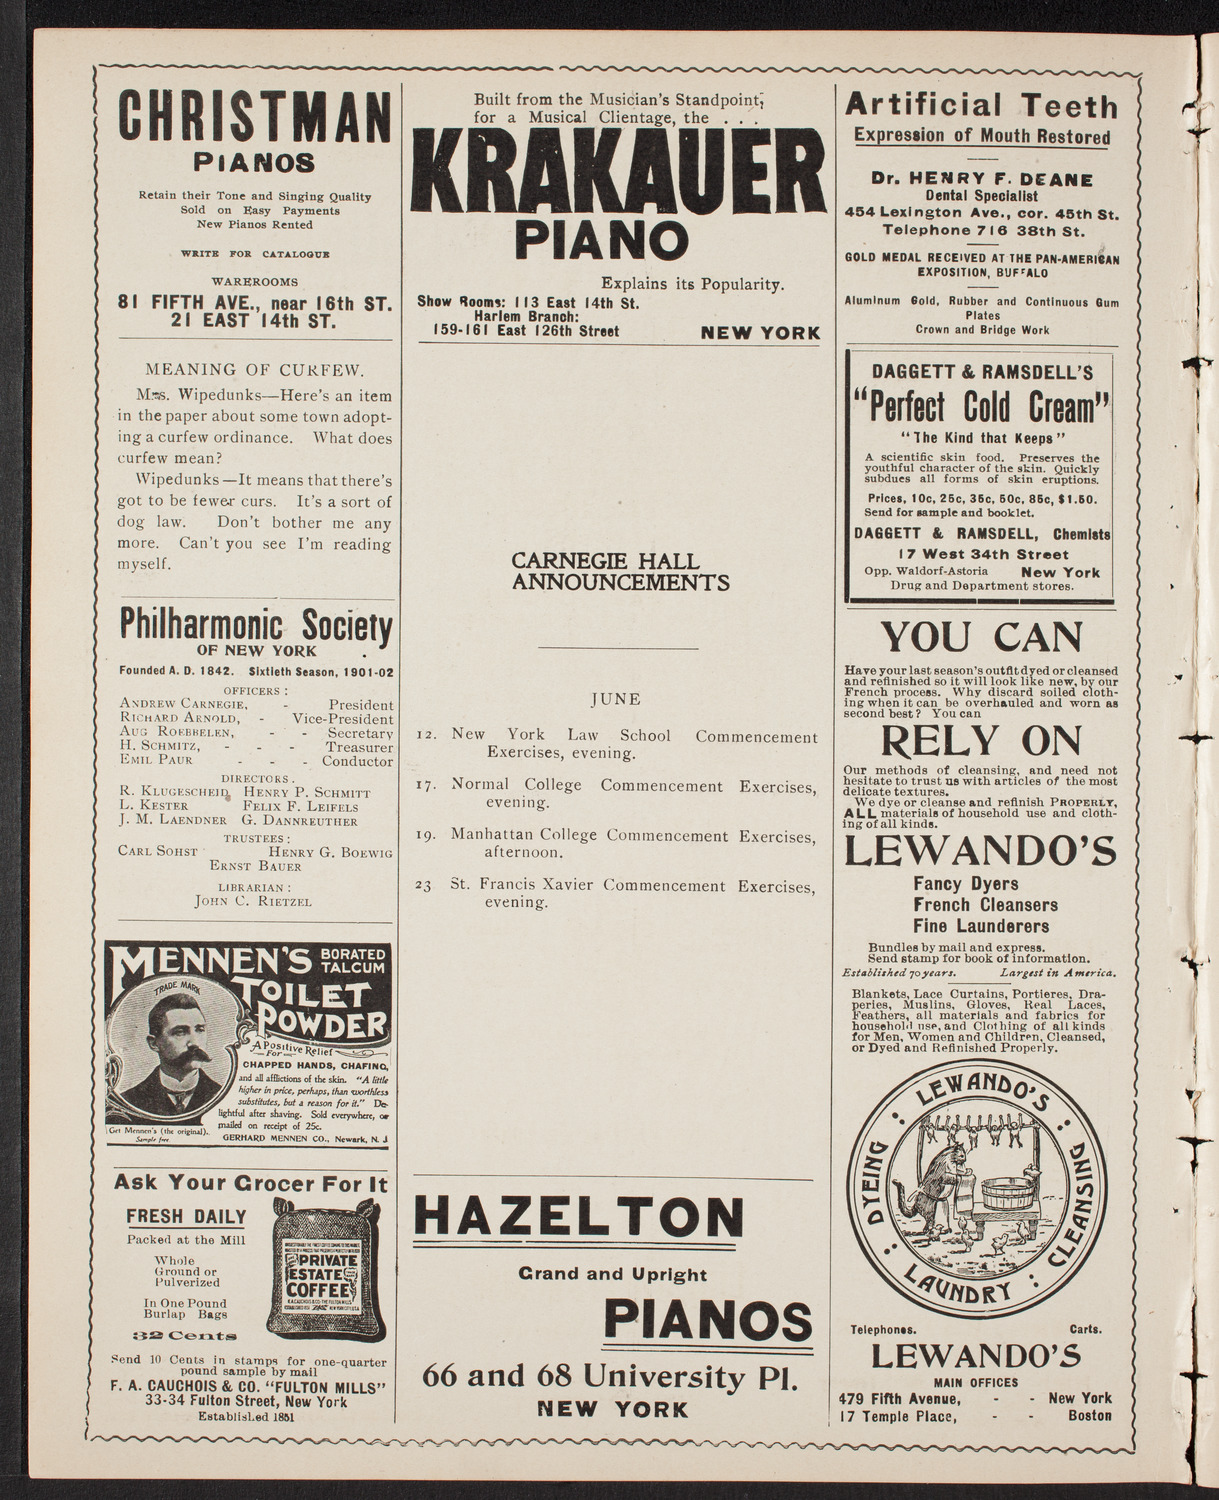 CHRISTMAN
PIANOS
Retain their Tone and Singing Quality
Sold on Easy Payments
New Pianos Rented
WRITE FOR CATALOGUE
WAREROOMS
81 FIFTH AVE., near 16th ST.
21 EAST 14th ST.
MEANING OF CURFEW.
Mrs. Wipedunks—Here's an item
in the paper about some town adopt-
ing a curfew ordinance. What does
curfew mean?
Wipedunks—It means that there's
got to be fewer curs. It's a sort of
dog law. Don't bother me any
more. Can't you see I'm reading
myself.
Philharmonic Society
OF NEW YORK
Founded A. D. 1842. Sixtieth Season, 1901-02
OFFICERS:
ANDREW CARNEGIE, - President
RICHARD ARNOLD, - Vice-President
AUG ROEBBELEN, - - Secretary
H. SCHMITZ, - - - Treasurer
EMIL PAUR - - - Conductor
DIRECTORS.
R. KLUGESCHEID HENRY P. SCHMITT
L. KESTER FELIX F. LEIFELS
J. M. LAENDNER G. DANNREUTHER
TRUSTEES:
CARL SOHST HENRY G. BOEWIG
ERNST BAUER
LIBRARIAN:
JOHN C. RIETZEL
MENNEN'S BORATED
TALCUM
TOILET
POWDER
TRADE MARK
A Positive Relief
For
CHAPPED HANDS, CHAFING,
and all afflictions of the skin. "A little
higher in price, perhaps, than worthless
substitutes, but a reason for it." De-
lightful after shaving. Sold everywhere, or
mailed on receipt of 25c.
Get Mennen's (the original).
Sample free
GERHARD MENNEN CO., Newark, N. J
Ask Your Grocer For It
FRESH DAILY
Packed at the Mill
Whole
Ground or
Pulverized
In One Pound
Burlap Bags
32 Cents
PRIVATE
ESTATE
COFFEE
Send 10 Cents in stamps for one-quarter
pound sample by mail
F. A. CAUCHOIS & CO. "FULTON MILLS"
33-34 Fulton Street, New York
Established 1851
Built from the Musician's Standpoint,
for a Musical Clientage, the . . .
KRAKAUER
PIANO
Explains its Popularity.
Show Rooms: 113 East 14th St.
Harlem Branch:
159-161 East 126th Street NEW YORK
CARNEGIE HALL
ANNOUNCEMENTS
JUNE
12. New York Law School Commencement
Exercises, evening.
17. Normal College Commencement Exercises,
evening.
19. Manhattan College Commencement Exercises,
afternoon.
23 St. Francis Xavier Commencement Exercises,
evening.
HAZELTON
Grand and Upright
PIANOS
66 and 68 University Pl.
NEW YORK
Artificial Teeth
Expression of Mouth Restored
Dr. HENRY F. DEANE
Dental Specialist
454 Lexington Ave., cor. 45th St.
Telephone 716 38th St.
GOLD MEDAL RECEIVED AT THE PAN-AMERICAN
EXPOSITION, BUFFALO
Aluminum Gold, Rubber and Continuous Gum
Plates
Crown and Bridge Work
DAGGETT & RAMSDELL'S
"Perfect Cold Cream"
"The Kind that Keeps"
A scientific skin food. Preserves the
youthful character of the skin. Quickly
subdues all forms of skin eruptions.
Prices, 10c, 25c, 35c, 50c, 85c, $1.50.
Send for sample and booklet.
DAGGETT & RAMSDELL, Chemists
17 West 34th Street
Opp. Waldorf-Astoria New York
Drug and Department stores.
YOU CAN
Have your last season's outfit dyed or cleansed
and refinished so it will look like new, by our
French process. Why discard soiled cloth-
ing when it can be overhauled and worn as
second best? You can
RELY ON
Our methods of cleansing, and need not
hesitate to trust us with articles of the most
delicate textures.
We dye or cleanse and refinish PROPERLY,
ALL materials of household use and cloth-
ing of all kinds.
LEWANDO'S
Fancy Dyers
French Cleansers
Fine Launderers
Bundles by mail and express.
Send stamp for book of information.
Established 70 years. Largest in America.
Blankets, Lace Curtains, Portieres, Dra-
peries, Muslins, Gloves, Real Laces,
Feathers, all materials and fabrics for
household use, and Clothing of all kinds
for Men, Women and Children, Cleansed,
or Dyed and Refinished Properly.
LEWANDO'S
DYEING : CLEANSING
LAUNDRY
Telephones. Carts.
LEWANDO'S
MAIN OFFICES
479 Fifth Avenue, - - New York
17 Temple Place, - - Boston